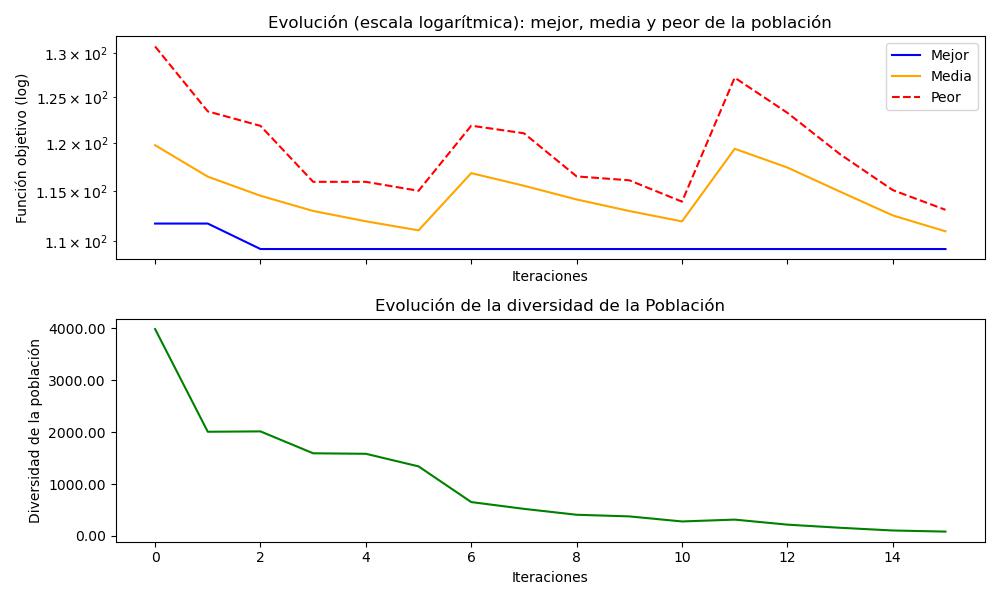 Evolución (escala logarítmica): mejor, media y peor de la población
Función objetivo (log)
1.3 × 10²
1.25 × 10²
1.2 × 10²
1.15 × 10²
1.1 × 10²
Mejor
Media
Peor
Iteraciones
Evolución de la diversidad de la Población
Diversidad de la población
4000.00
3000.00
2000.00
1000.00
0.00
0 2 4 6 8 10 12 14
Iteraciones